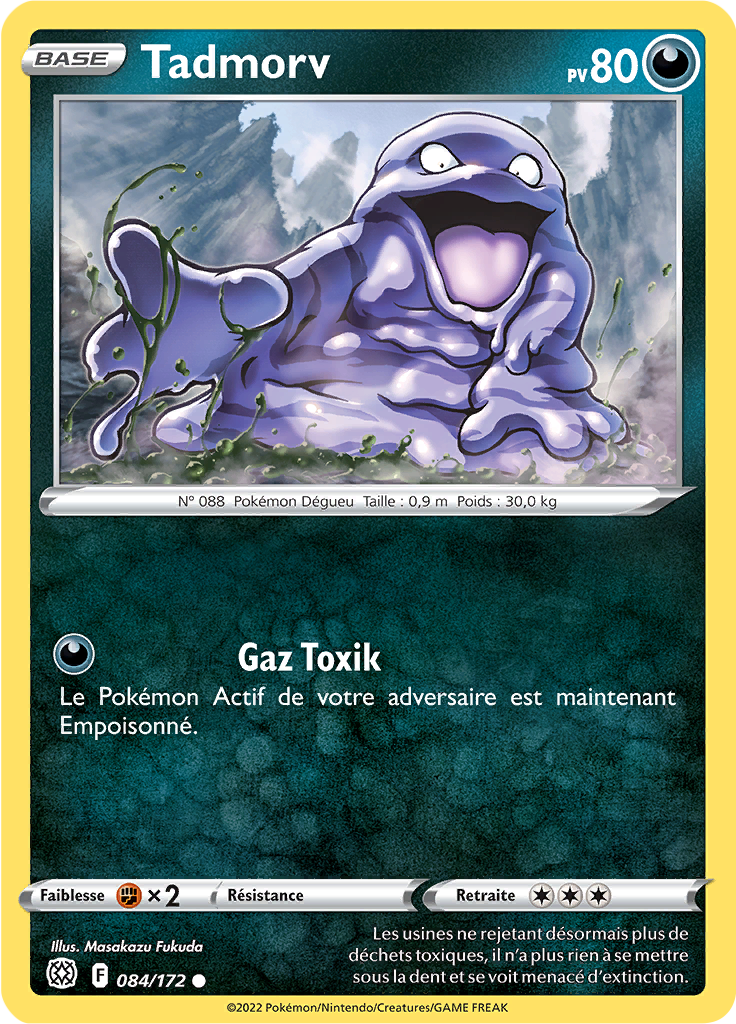 BASE Tadmorv PV 80
N° 088 Pokémon Dégueu Taille : 0,9 m Poids : 30,0 kg
Gaz Toxik
Le Pokémon Actif de votre adversaire est maintenant
Empoisonné.
Faiblesse ×2 Résistance Retraite
Illus. Masakazu Fukuda
F 084/172
Les usines ne rejetant désormais plus de
déchets toxiques, il n'a plus rien à se mettre
sous la dent et se voit menacé d'extinction.
©2022 Pokémon/Nintendo/Creatures/GAME FREAK